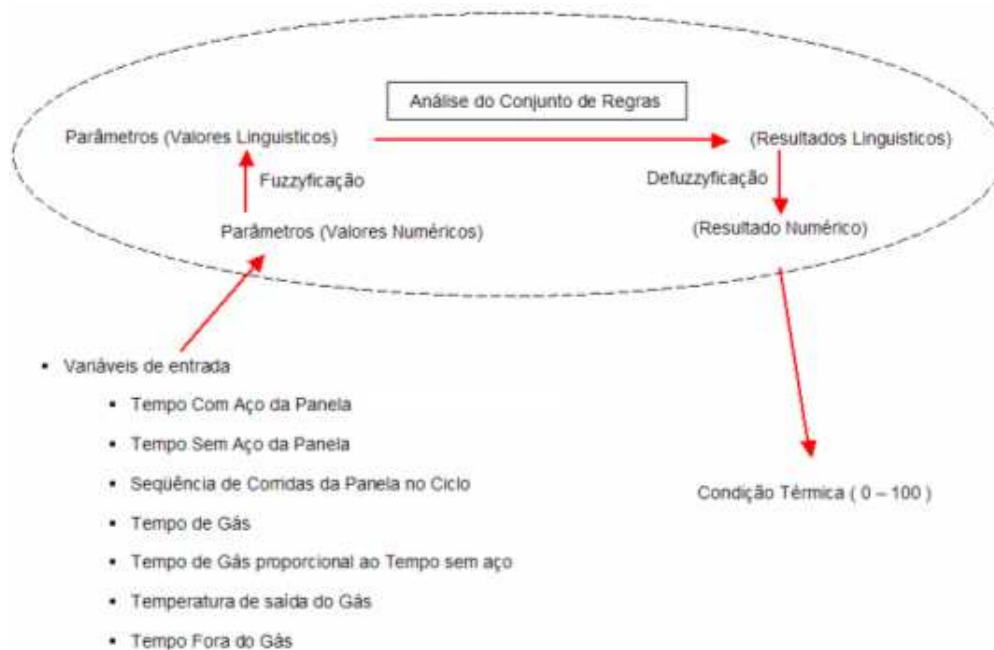 Análise do Conjunto de Regras
Parâmetros (Valores Linguisticos)
(Resultados Linguisticos)
Fuzzyficação
Defuzzyficação
Parâmetros (Valores Numéricos)
(Resultado Numérico)
▪ Variáveis de entrada
▪ Tempo Com Aço da Panela
▪ Tempo Sem Aço da Panela
▪ Seqüência de Corridas da Panela no Ciclo
▪ Tempo de Gás
▪ Tempo de Gás proporcional ao Tempo sem aço
▪ Temperatura de saída do Gás
▪ Tempo Fora do Gás
Condição Térmica ( 0 – 100 )